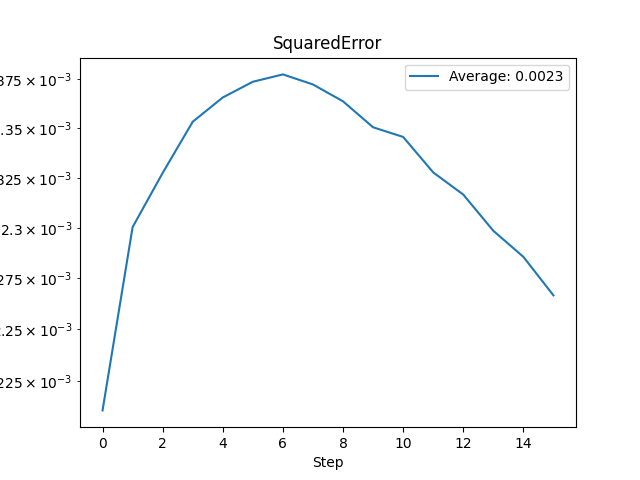 SquaredError
Average: 0.0023
375 × 10⁻³
.35 × 10⁻³
325 × 10⁻³
2.3 × 10⁻³
275 × 10⁻³
2.25 × 10⁻³
225 × 10⁻³
0 2 4 6 8 10 12 14
Step